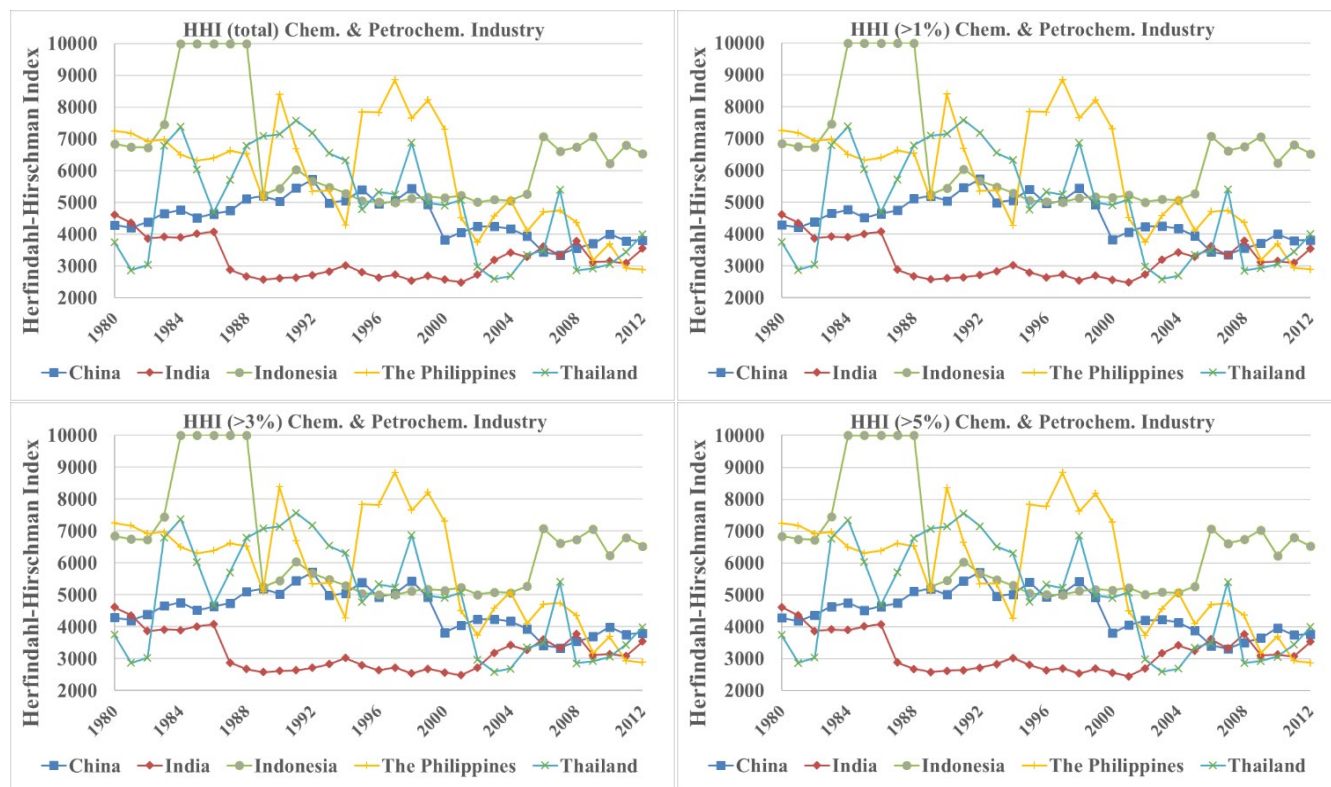 HHI (total) Chem. & Petrochem. Industry
Herfindahl-Hirschman Index
10000
9000
8000
7000
6000
5000
4000
3000
2000
1980 1984 1988 1992 1996 2000 2004 2008 2012
China India Indonesia The Philippines Thailand
HHI (>1%) Chem. & Petrochem. Industry
Herfindahl-Hirschman Index
10000
9000
8000
7000
6000
5000
4000
3000
2000
1980 1984 1988 1992 1996 2000 2004 2008 2012
China India Indonesia The Philippines Thailand
HHI (>3%) Chem. & Petrochem. Industry
Herfindahl-Hirschman Index
10000
9000
8000
7000
6000
5000
4000
3000
2000
1980 1984 1988 1992 1996 2000 2004 2008 2012
China India Indonesia The Philippines Thailand
HHI (>5%) Chem. & Petrochem. Industry
Herfindahl-Hirschman Index
10000
9000
8000
7000
6000
5000
4000
3000
2000
1980 1984 1988 1992 1996 2000 2004 2008 2012
China India Indonesia The Philippines Thailand